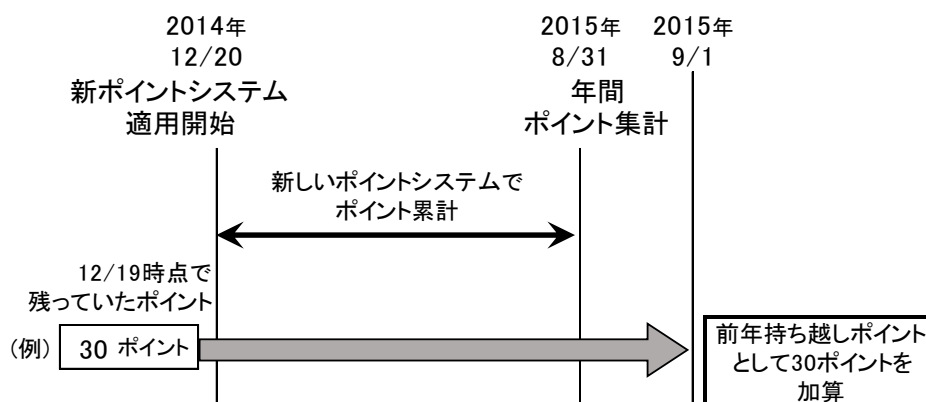 2014年
12/20
新ポイントシステム
適用開始
2015年
8/31
年間
ポイント集計
2015年
9/1
新しいポイントシステムで
ポイント累計
12/19時点で
残っていたポイント
(例) 30 ポイント
前年持ち越しポイント
として30ポイントを
加算